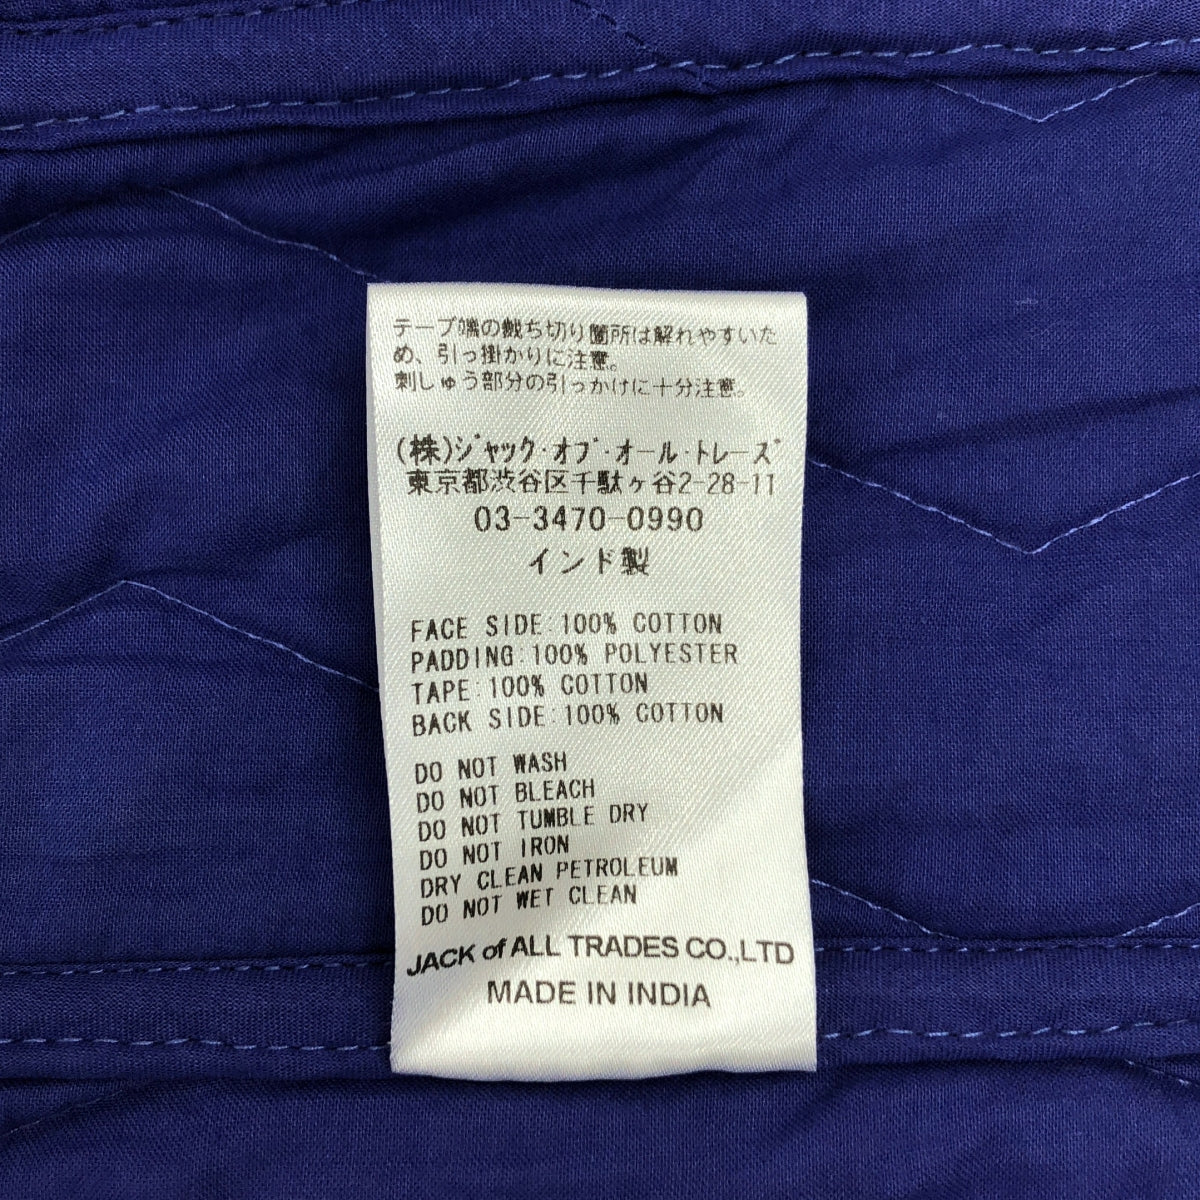 テープ端の裁ち切り箇所は解れやすいた
め、引っ掛かりに注意。
刺しゅう部分の引っかけに十分注意。
(株)ジャック・オブ・オール・トレーズ
東京都渋谷区千駄ヶ谷2-28-11
03-3470-0990
インド製
FACE SIDE:100% COTTON
PADDING:100% POLYESTER
TAPE:100% COTTON
BACK SIDE:100% COTTON
DO NOT WASH
DO NOT BLEACH
DO NOT TUMBLE DRY
DO NOT IRON
DRY CLEAN PETROLEUM
DO NOT WET CLEAN
JACK of ALL TRADES CO.,LTD
MADE IN INDIA